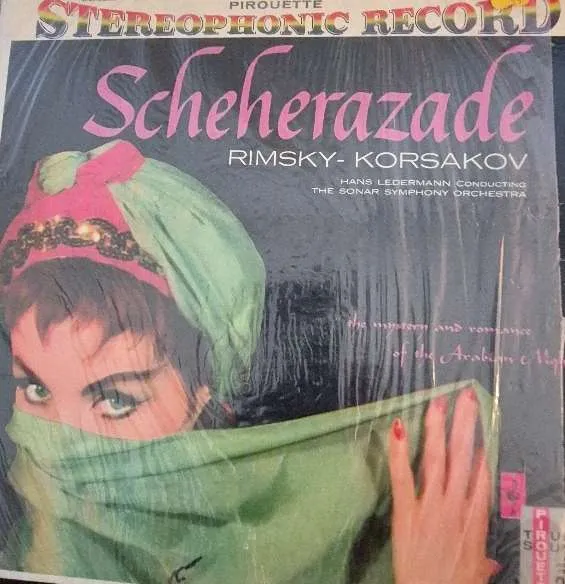 PIROUETTE
STEREOPHONIC RECORD
Scheherazade
RIMSKY-KORSAKOV
HANS LEDERMANN CONDUCTING
THE SONAR SYMPHONY ORCHESTRA
the mystery and romance
of the Arabian
PIROUET